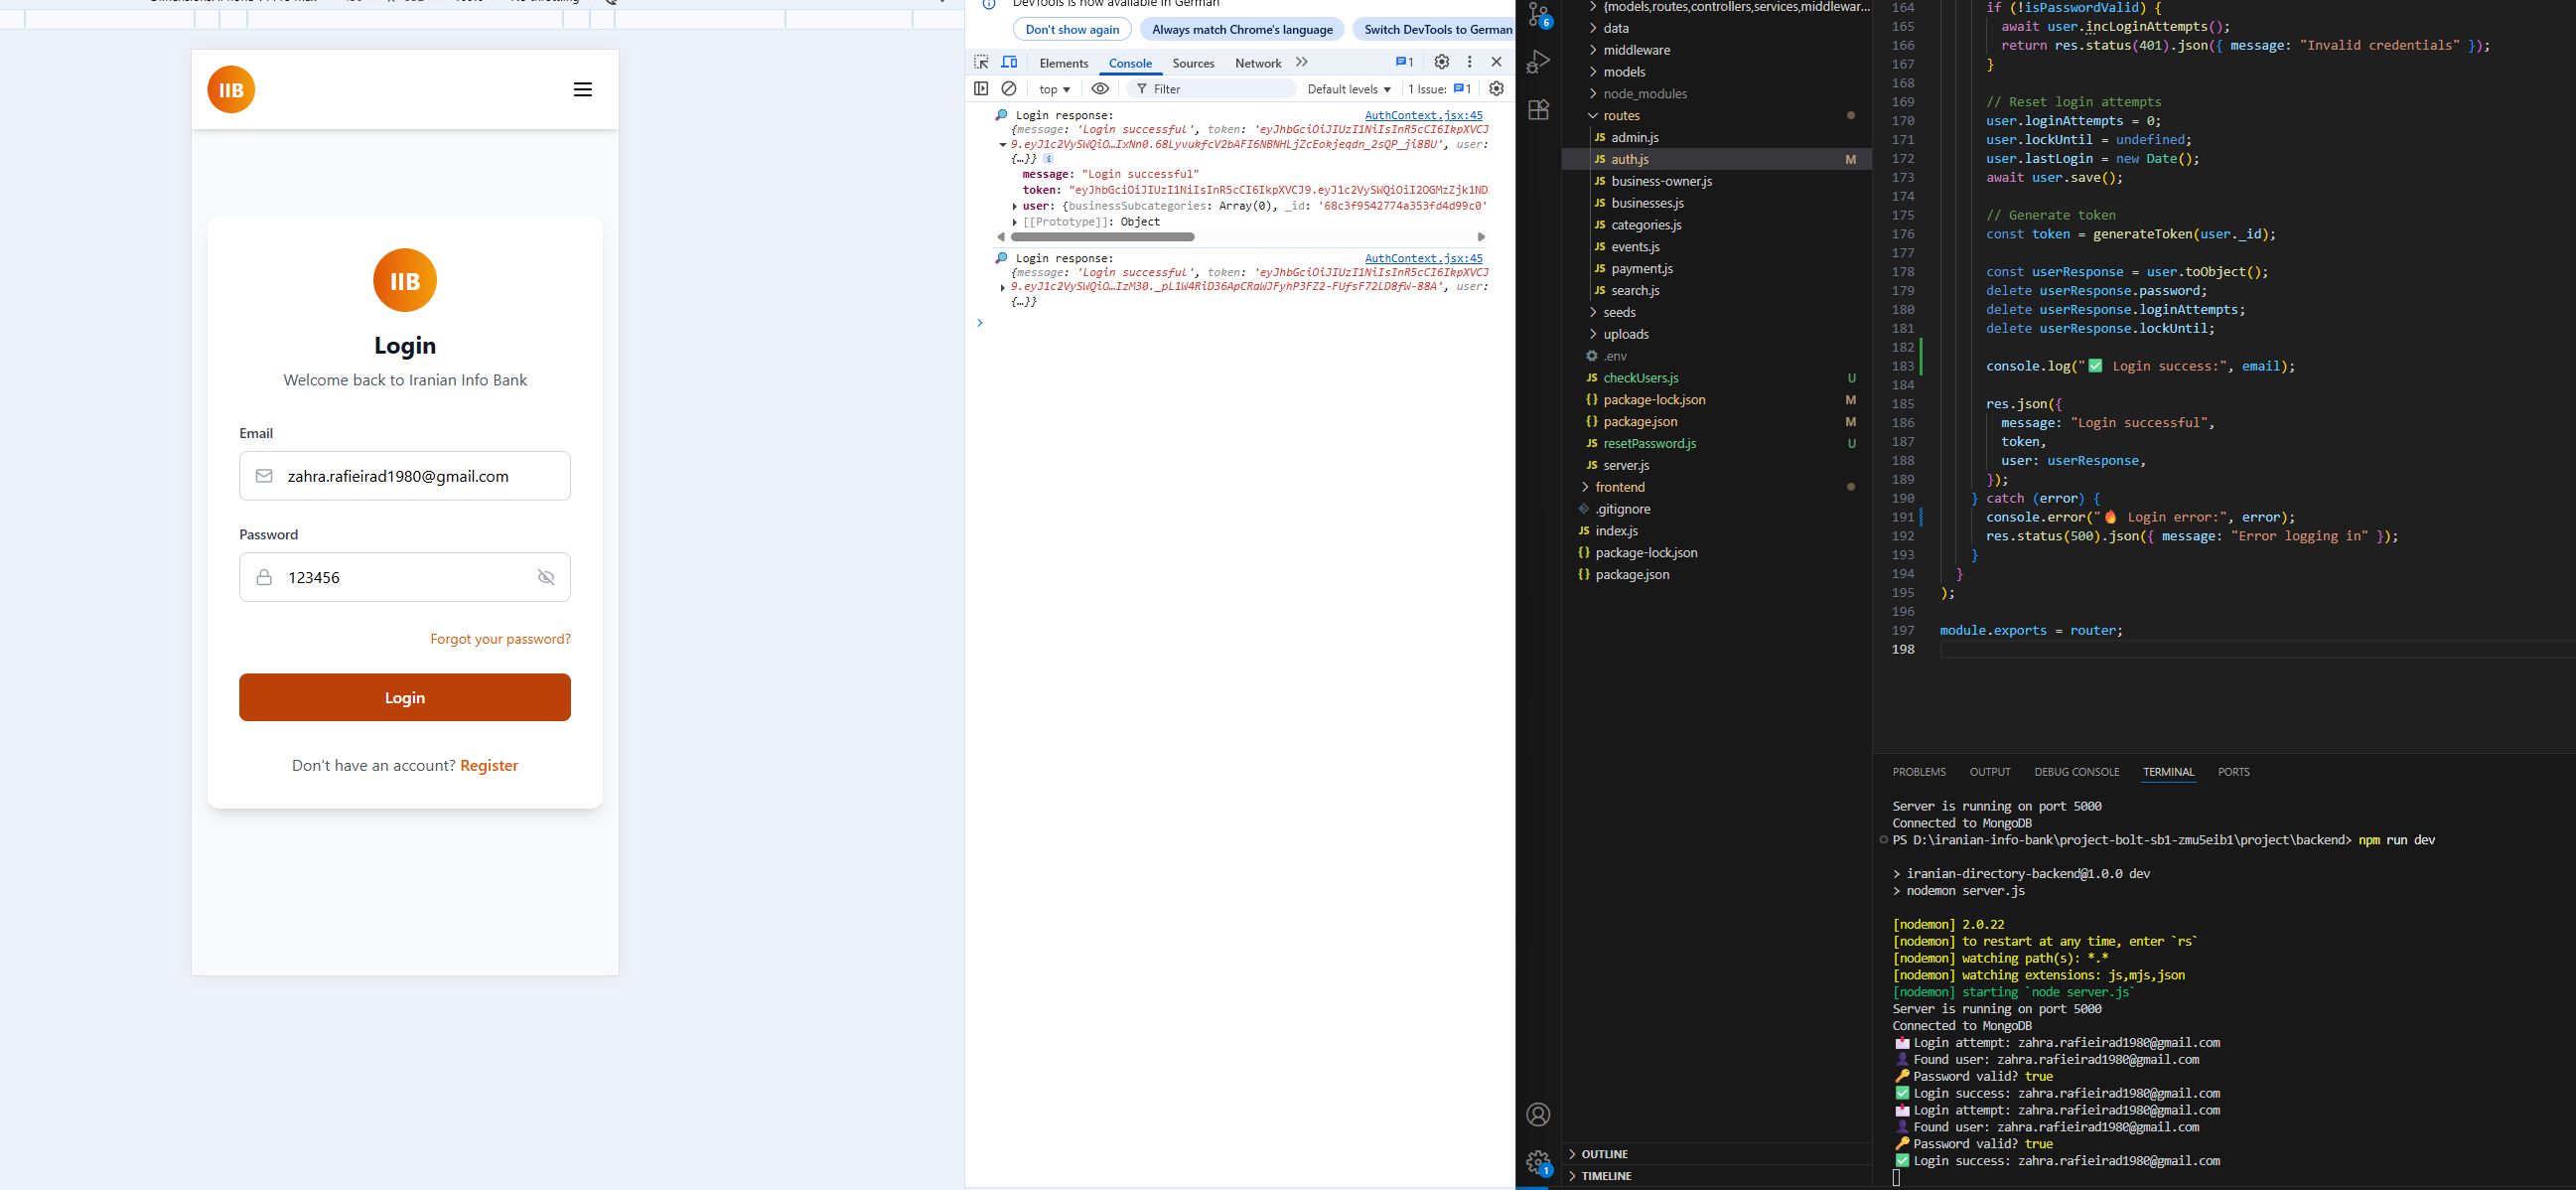 DevTools is now available in German
Don't show again
Always match Chrome's language
Switch DevTools to German
Elements
Console
Sources
Network
1
top
Filter
Default levels
1 Issue:
1
Login response:
AuthContext.jsx:45
{message: 'Login successful', token: 'eyJhbGciOiJIUzI1NiIsInR5cCI6IkpXVCJ
message: "Login successful"
user: {businessSubcategories: Array(0), _id: '68c3f9542774a353fd4d99c0'
[[Prototype]]: Object
Login response:
AuthContext.jsx:45
{message: 'Login successful', token: 'eyJhbGciOiJIUzI1NiIsInR5cCI6IkpXVCJ
{…}}
IIB
IIB
Login
Welcome back to Iranian Info Bank
Email
zahra.rafieirad1980@gmail.com
Password
123456
Forgot your password?
Login
Don't have an account? Register
6
{models,routes,controllers,services,middlewar...
data
middleware
models
node_modules
routes
JS admin.js
JS auth.js M
JS business-owner.js
JS businesses.js
JS categories.js
JS events.js
JS payment.js
JS search.js
seeds
uploads
.env
JS checkUsers.js U
{} package-lock.json M
{} package.json M
JS resetPassword.js U
JS server.js
frontend
.gitignore
JS index.js
{} package-lock.json
{} package.json
OUTLINE
TIMELINE
1
164 if (!isPasswordValid) {
165 await user.incLoginAttempts();
166 return res.status(401).json({ message: "Invalid credentials" });
167 }
168
169 // Reset login attempts
170 user.loginAttempts = 0;
171 user.lockUntil = undefined;
172 user.lastLogin = new Date();
173 await user.save();
174
175 // Generate token
176 const token = generateToken(user._id);
177
178 const userResponse = user.toObject();
179 delete userResponse.password;
180 delete userResponse.loginAttempts;
181 delete userResponse.lockUntil;
182
183 console.log("✅ Login success:", email);
184
185 res.json({
186 message: "Login successful",
187 token,
188 user: userResponse,
189 });
190 } catch (error) {
191 console.error("🔥 Login error:", error);
192 res.status(500).json({ message: "Error logging in" });
193 }
194 }
195 );
196
197 module.exports = router;
198
PROBLEMS
OUTPUT
DEBUG CONSOLE
TERMINAL
PORTS
Server is running on port 5000
Connected to MongoDB
PS D:\iranian-info-bank\project-bolt-sb1-zmu5eib1\project\backend> npm run dev
> iranian-directory-backend@1.0.0 dev
> nodemon server.js
[nodemon] 2.0.22
[nodemon] to restart at any time, enter `rs`
[nodemon] watching path(s): *.*
[nodemon] watching extensions: js,mjs,json
[nodemon] starting `node server.js`
Server is running on port 5000
Connected to MongoDB
📩 Login attempt: zahra.rafieirad1980@gmail.com
👤 Found user: zahra.rafieirad1980@gmail.com
🔑 Password valid? true
✅ Login success: zahra.rafieirad1980@gmail.com
📩 Login attempt: zahra.rafieirad1980@gmail.com
👤 Found user: zahra.rafieirad1980@gmail.com
🔑 Password valid? true
✅ Login success: zahra.rafieirad1980@gmail.com